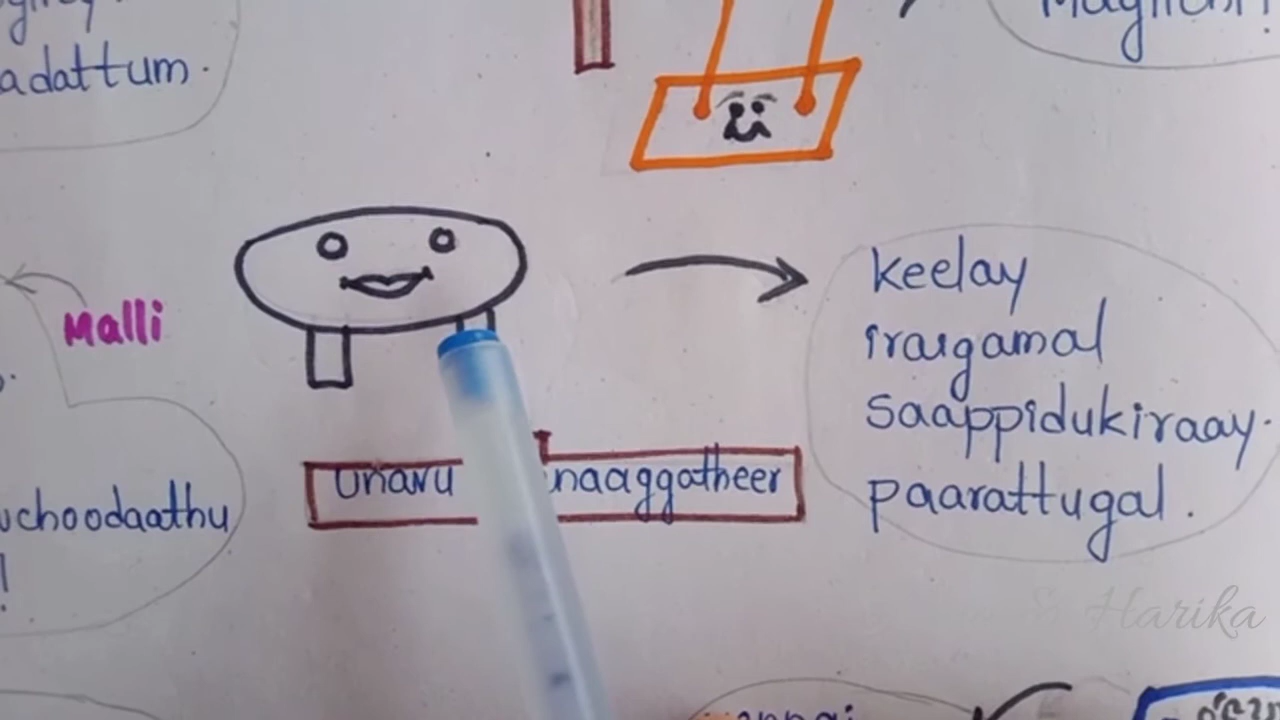 adattum.
Malli
keelay
iraigamal
saappidukiraay.
paarattugal.
unavu naaggatheer
uchoodaathu
!
Harika